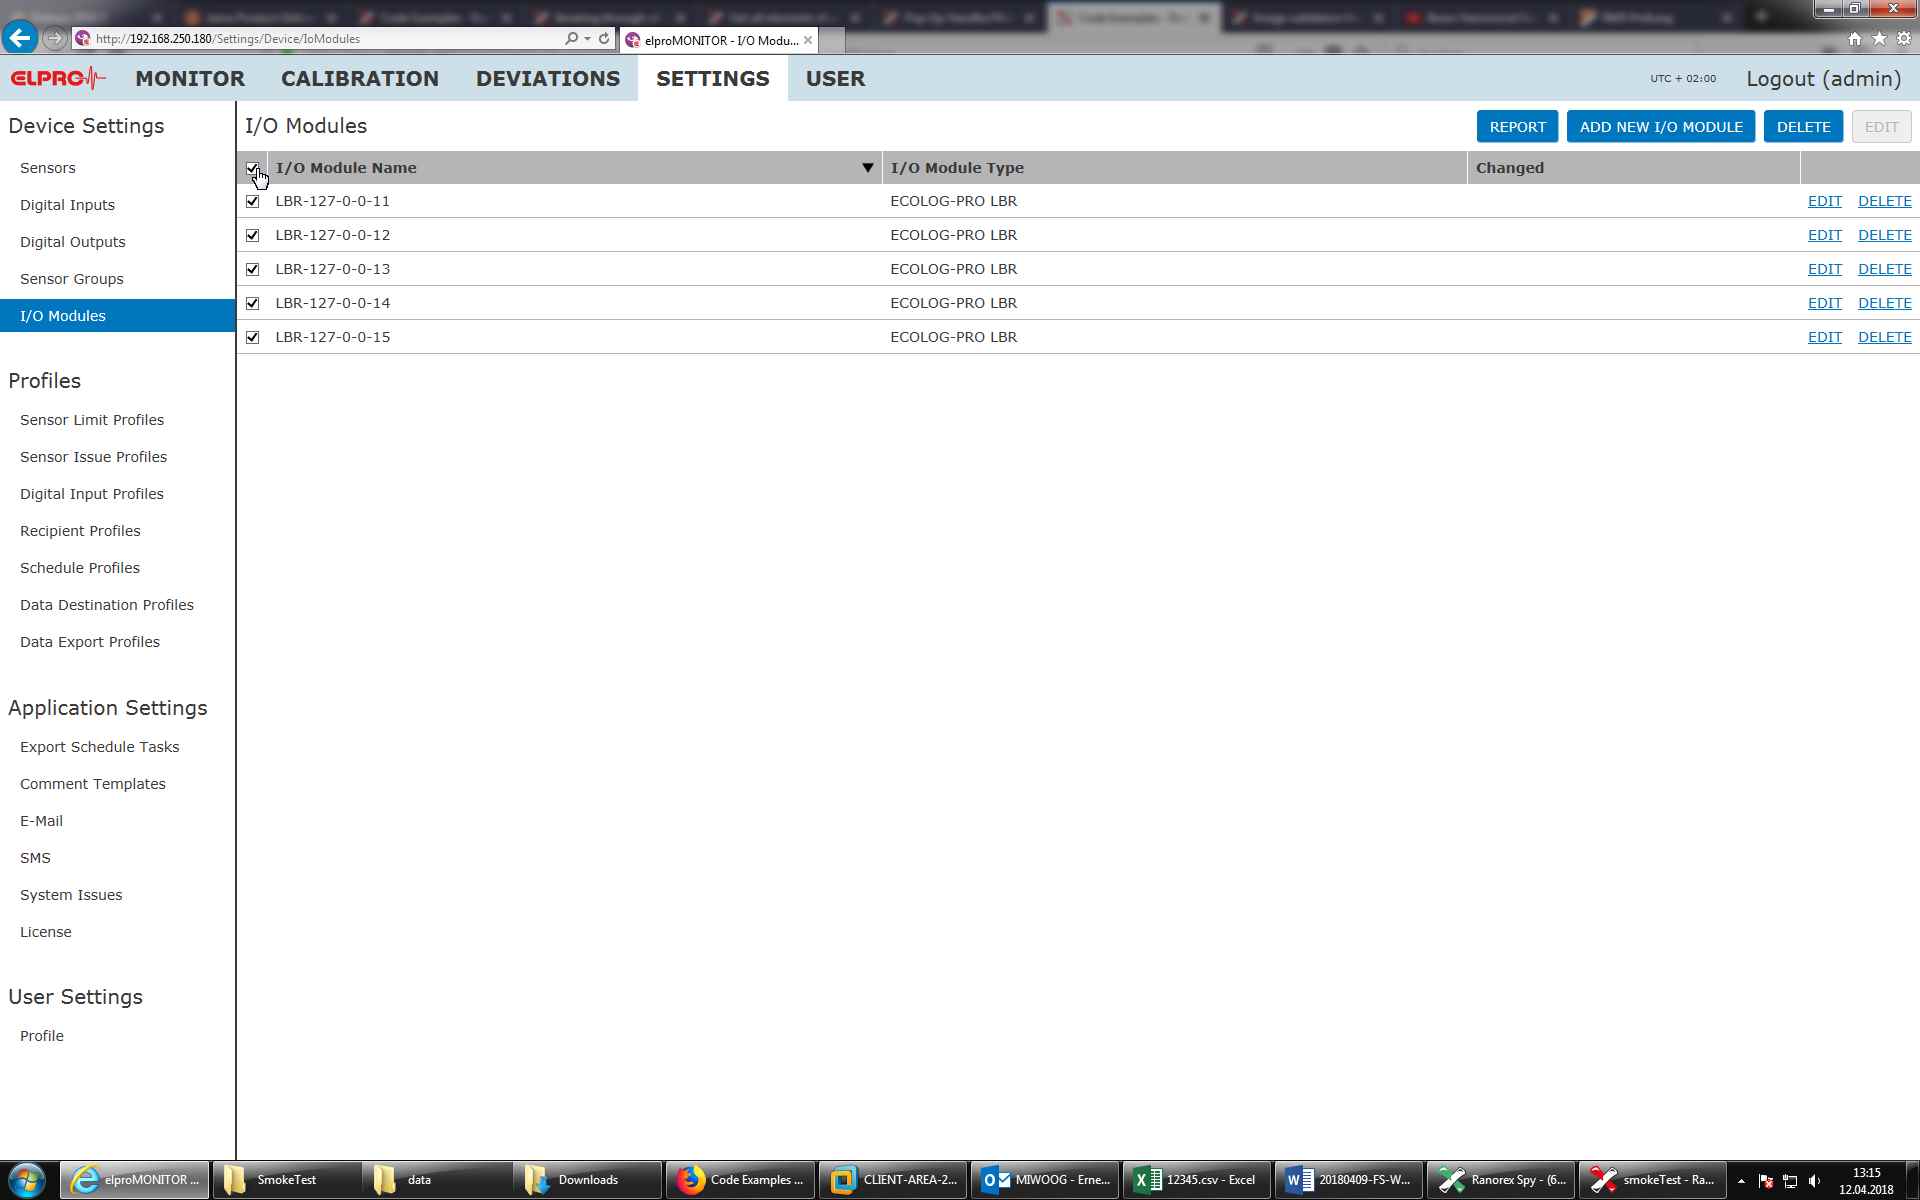 http://192.168.250.180/Settings/Device/IoModules
elproMONITOR - I/O Modu...
ELPRO MONITOR CALIBRATION DEVIATIONS SETTINGS USER UTC + 02:00 Logout (admin)
Device Settings
Sensors
Digital Inputs
Digital Outputs
Sensor Groups
I/O Modules
Profiles
Sensor Limit Profiles
Sensor Issue Profiles
Digital Input Profiles
Recipient Profiles
Schedule Profiles
Data Destination Profiles
Data Export Profiles
Application Settings
Export Schedule Tasks
Comment Templates
E-Mail
SMS
System Issues
License
User Settings
Profile
I/O Modules REPORT ADD NEW I/O MODULE DELETE EDIT
I/O Module Name I/O Module Type Changed
LBR-127-0-0-11 ECOLOG-PRO LBR EDIT DELETE
LBR-127-0-0-12 ECOLOG-PRO LBR EDIT DELETE
LBR-127-0-0-13 ECOLOG-PRO LBR EDIT DELETE
LBR-127-0-0-14 ECOLOG-PRO LBR EDIT DELETE
LBR-127-0-0-15 ECOLOG-PRO LBR EDIT DELETE
elproMONITOR ... SmokeTest data Downloads Code Examples ... CLIENT-AREA-2... MIWOOG - Erne... 12345.csv - Excel 20180409-FS-W... Ranorex Spy - (6... smokeTest - Ra... 13:15
12.04.2018